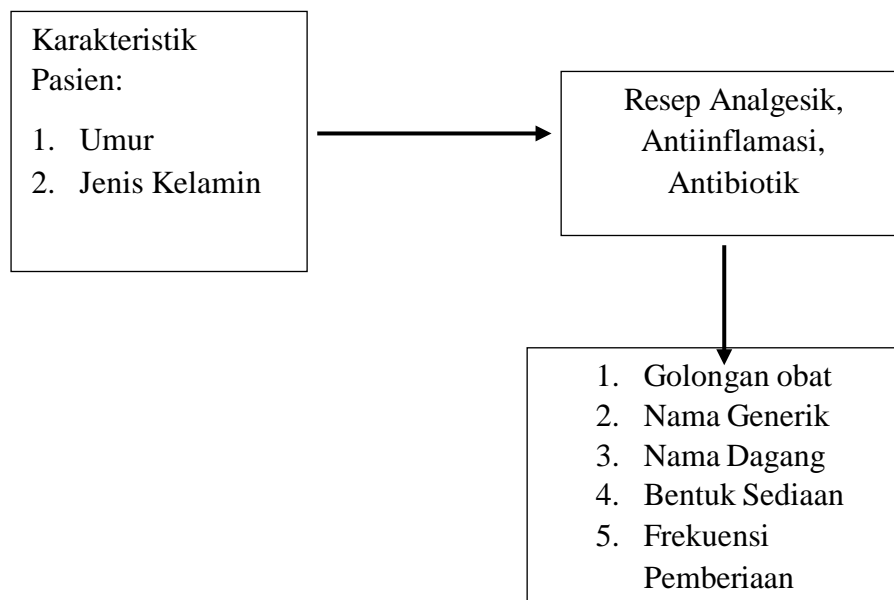 Karakteristik
Pasien:
1. Umur
2. Jenis Kelamin
Resep Analgesik,
Antiinflamasi,
Antibiotik
1. Golongan obat
2. Nama Generik
3. Nama Dagang
4. Bentuk Sediaan
5. Frekuensi
Pemberiaan